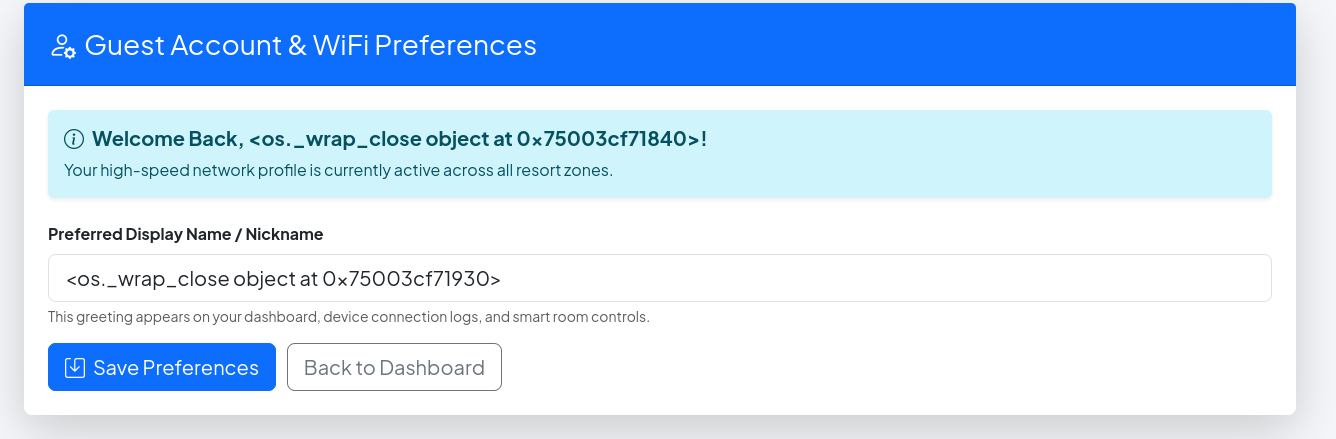 Guest Account & WiFi Preferences
Welcome Back, <os._wrap_close object at 0x75003cf71840>!
Your high-speed network profile is currently active across all resort zones.
Preferred Display Name / Nickname
<os._wrap_close object at 0x75003cf71930>
This greeting appears on your dashboard, device connection logs, and smart room controls.
Save Preferences
Back to Dashboard